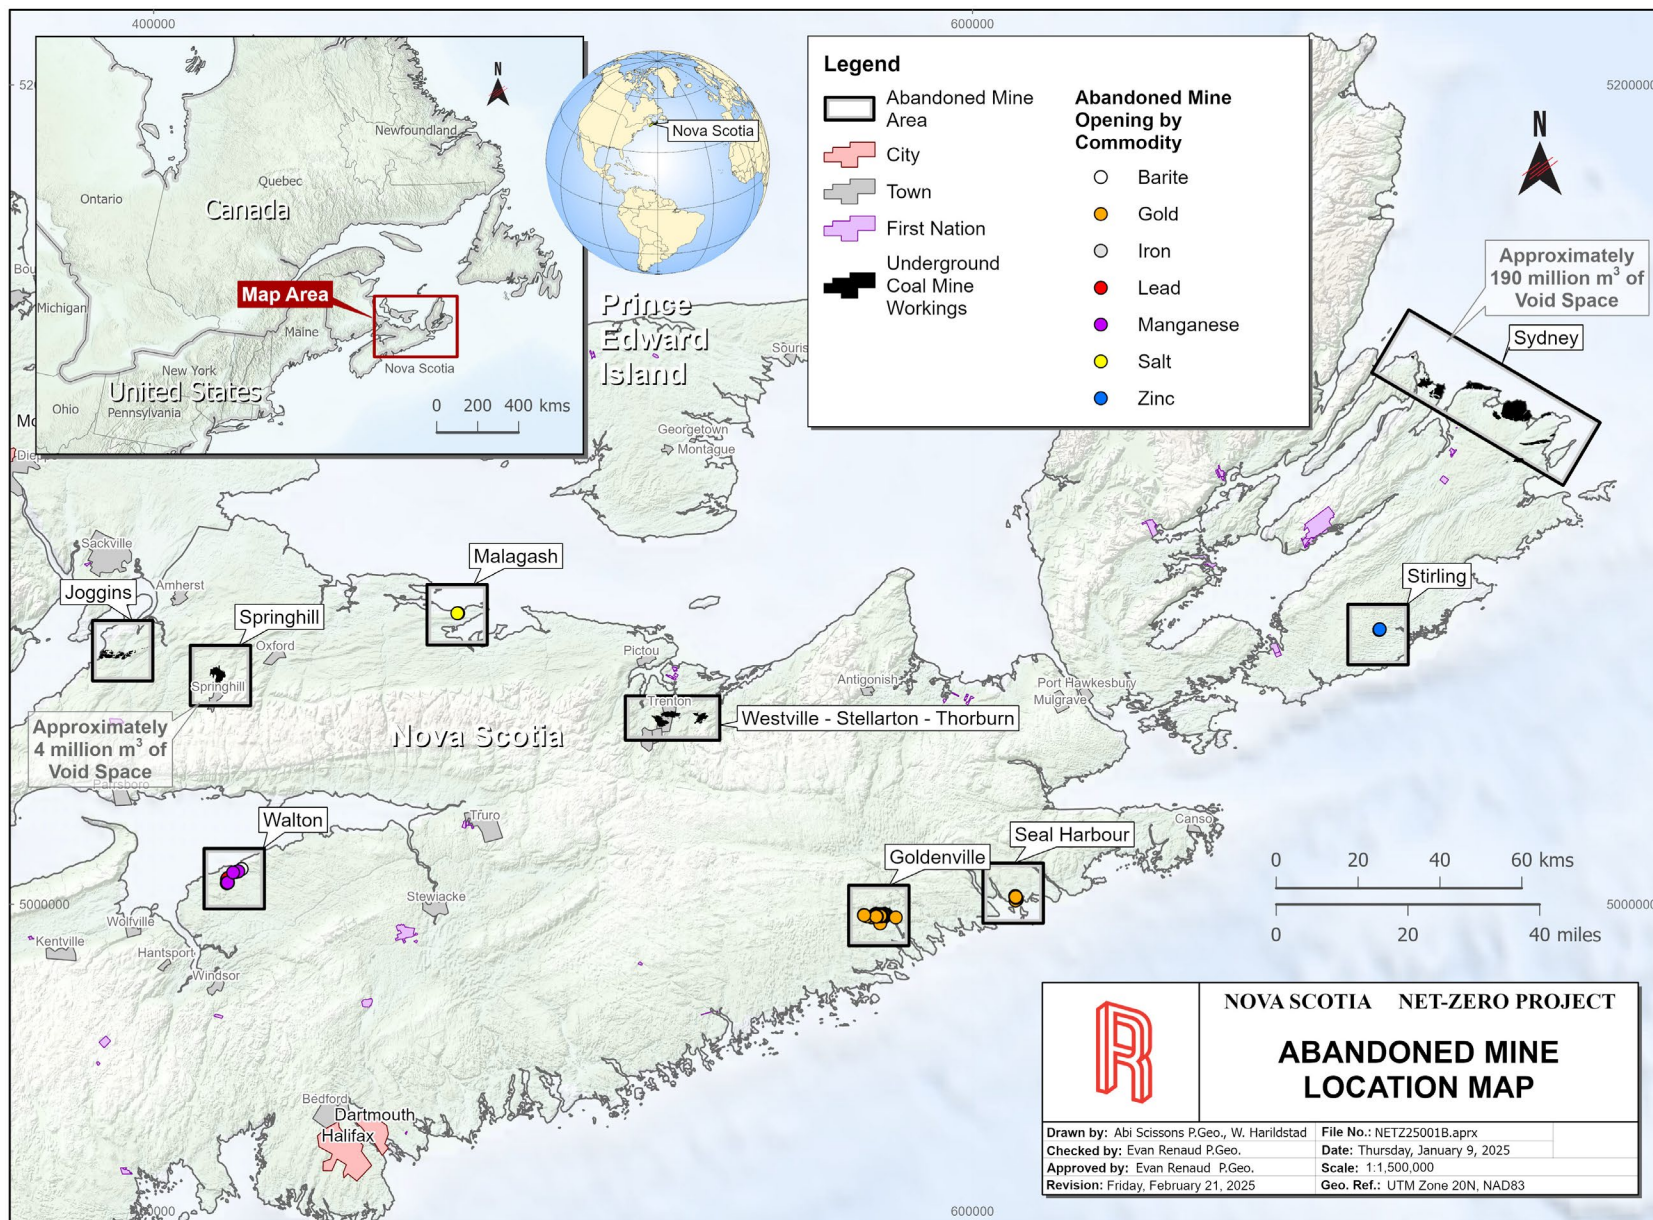 400000
600000
520
5200000
N
Newfoundland
Ontario
Quebec
Canada
Map Area
Michigan
Maine
New York
Nova Scotia
United States
Ohio
Pennsylvania
0 200 400 kms
Bou
Mc
Diep
Nova Scotia
Legend
Abandoned Mine
Area
City
Town
First Nation
Underground
Coal Mine
Workings
Abandoned Mine
Opening by
Commodity
Barite
Gold
Iron
Lead
Manganese
Salt
Zinc
N
Approximately
190 million m³ of
Void Space
Sydney
Prince
Edward
Island
Souris
Georgetown
Montague
Sackville
Amherst
Joggins
Springhill
Oxford
Springhill
Malagash
Stirling
Pictou
Trenton
Antigonish
Port Hawkesbury
Mulgrave
Westville - Stellarton - Thorburn
Approximately
4 million m³ of
Void Space
Nova Scotia
Parrsboro
Walton
Truro
Canso
Seal Harbour
Goldenville
Stewiacke
5000000
500000
Wolfville
Kentville
Hantsport
Windsor
0 20 40 60 kms
0 20 40 miles
Bedford
Dartmouth
Halifax
NOVA SCOTIA NET-ZERO PROJECT
ABANDONED MINE
LOCATION MAP
Drawn by: Abi Scissons P.Geo., W. Harildstad
File No.: NETZ25001B.aprx
Checked by: Evan Renaud P.Geo.
Date: Thursday, January 9, 2025
Approved by: Evan Renaud P.Geo.
Scale: 1:1,500,000
Revision: Friday, February 21, 2025
Geo. Ref.: UTM Zone 20N, NAD83
600000